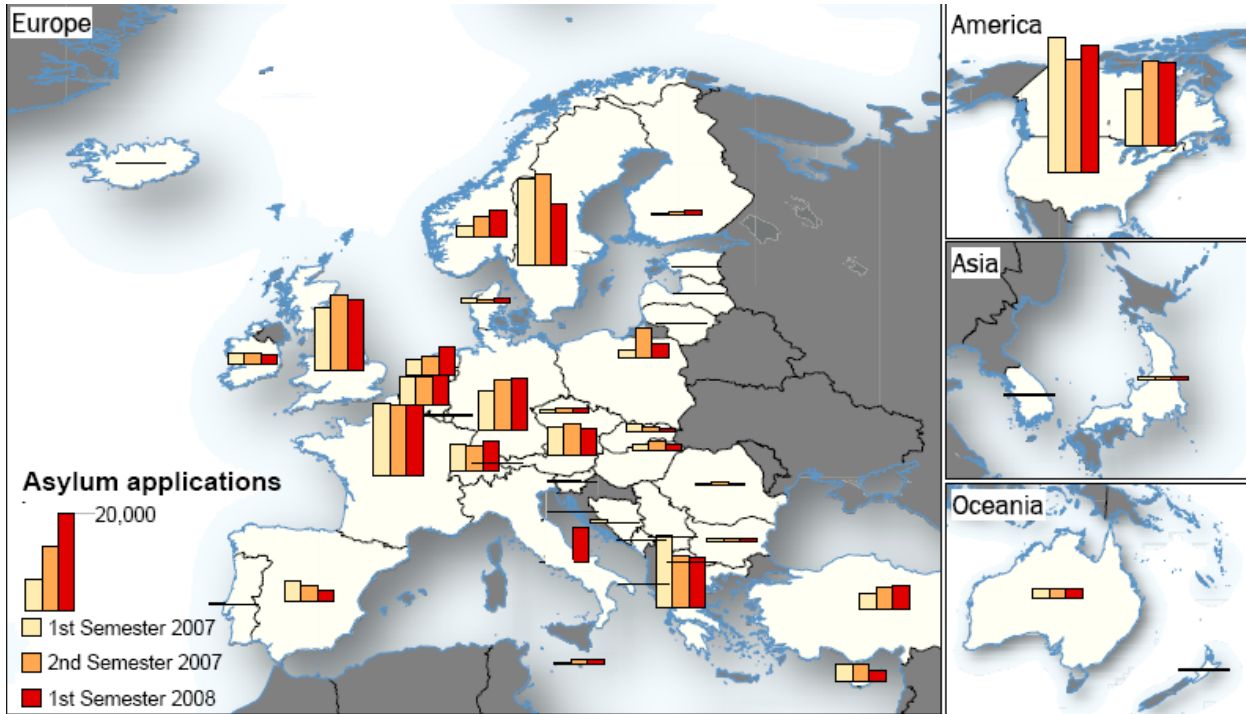 Europe
America
Asia
Oceania
Asylum applications
20,000
1st Semester 2007
2nd Semester 2007
1st Semester 2008